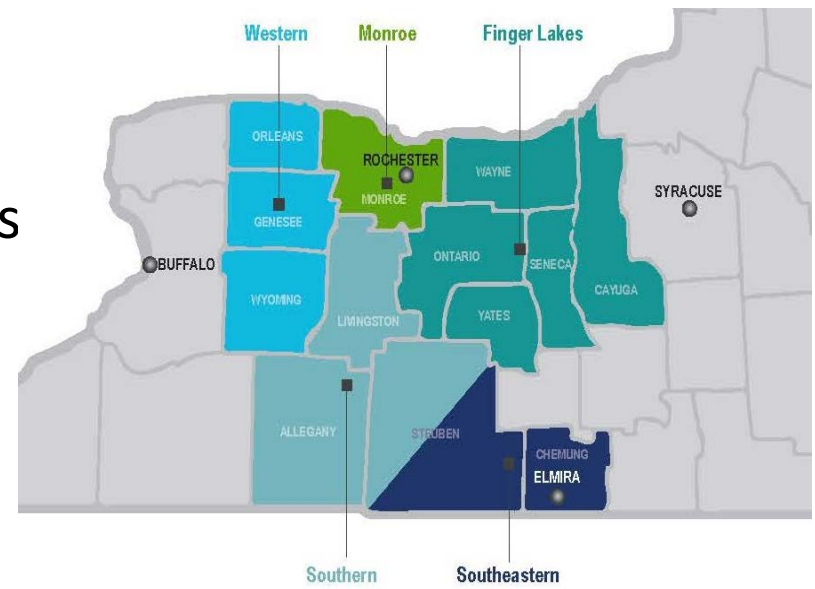 Western Monroe Finger Lakes
ORLEANS
ROCHESTER
WAYNE
SYRACUSE
MONROE
s
GENESEE
ONTARIO
SENECA
BUFFALO
CAYUGA
WYOMING
LIVINGSTON
YATES
ALLEGANY
STEUBEN
CHEMUNG
ELMIRA
Southern Southeastern